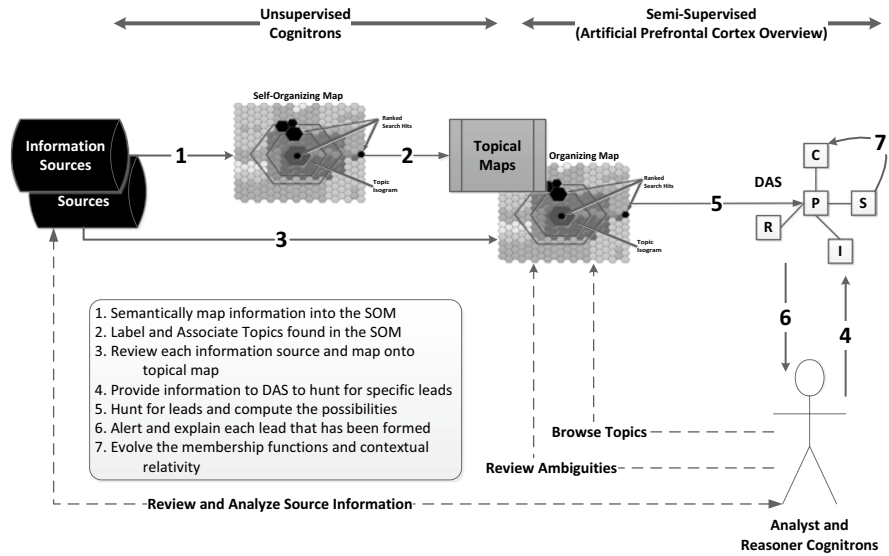 Unsupervised
Cognitrons
Semi-Supervised
(Artificial Prefrontal Cortex Overview)
Self-Organizing Map
Ranked
Search Hits
Topic
Isogram
Information
Sources
Sources
1
2
Topical
Maps
Organizing Map
Ranked
Search Hits
Topic
Isogram
3
5
DAS
C
7
P
S
R
I
6
4
1. Semantically map information into the SOM
2. Label and Associate Topics found in the SOM
3. Review each information source and map onto
topical map
4. Provide information to DAS to hunt for specific leads
5. Hunt for leads and compute the possibilities
6. Alert and explain each lead that has been formed
7. Evolve the membership functions and contextual
relativity
Browse Topics
Review Ambiguities
Review and Analyze Source Information
Analyst and
Reasoner Cognitrons